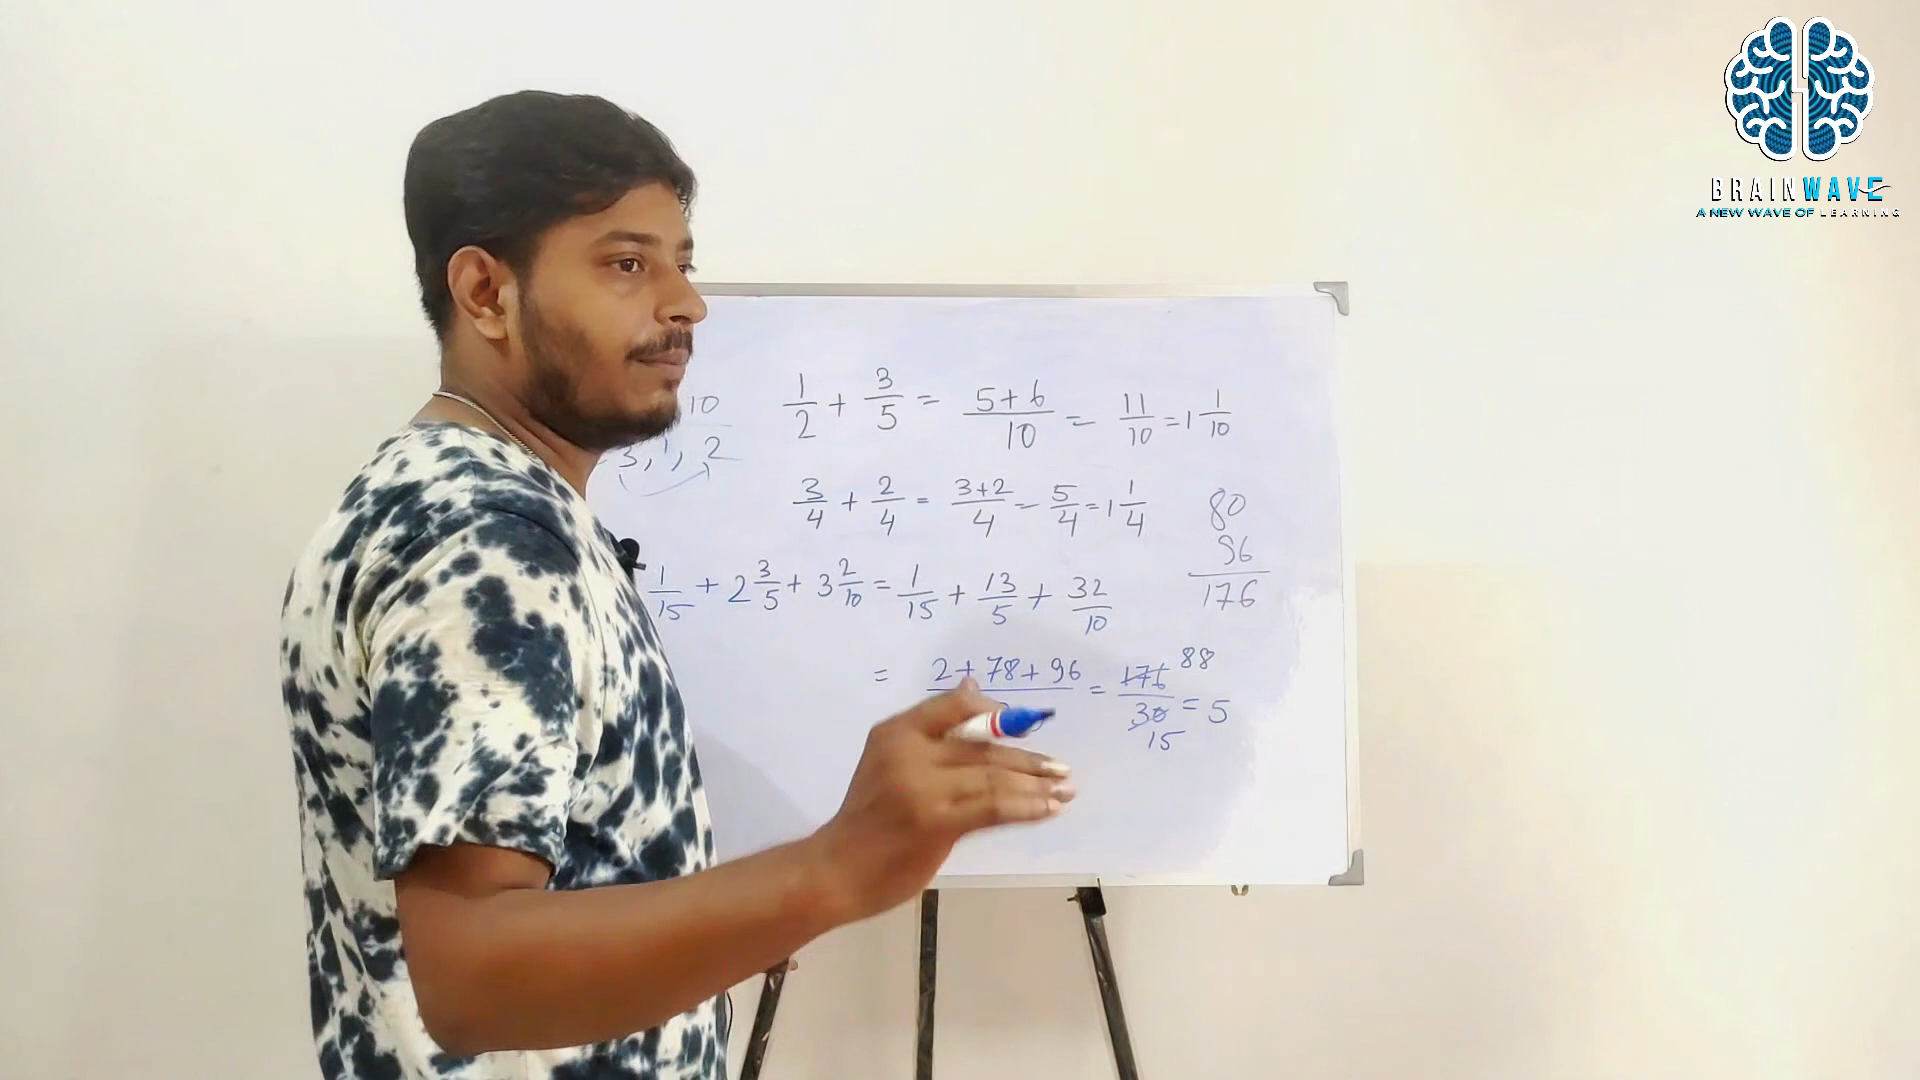 BRAINWAVE
A NEW WAVE OF LEARNING
10
3, 1, 2
1/2 + 3/5 = 5+6/10 = 11/10 = 1 1/10
3/4 + 2/4 = 3+2/4 = 5/4 = 1 1/4
80
96
176
1/15 + 2 3/5 + 3 2/10 = 1/15 + 13/5 + 32/10
= 2+78+96 = 176/30 = 5
88
15